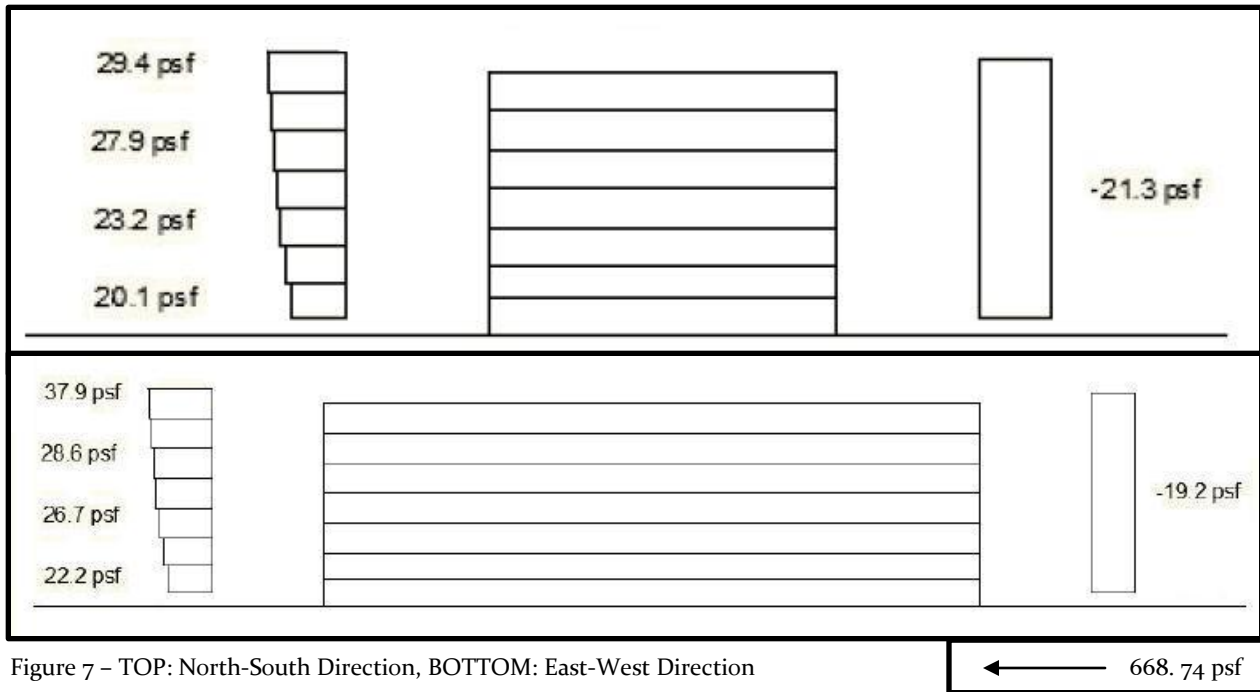 29.4 psf
27.9 psf
23.2 psf
20.1 psf
-21.3 psf
37.9 psf
28.6 psf
26.7 psf
22.2 psf
-19.2 psf
Figure 7 – TOP: North-South Direction, BOTTOM: East-West Direction
668. 74 psf